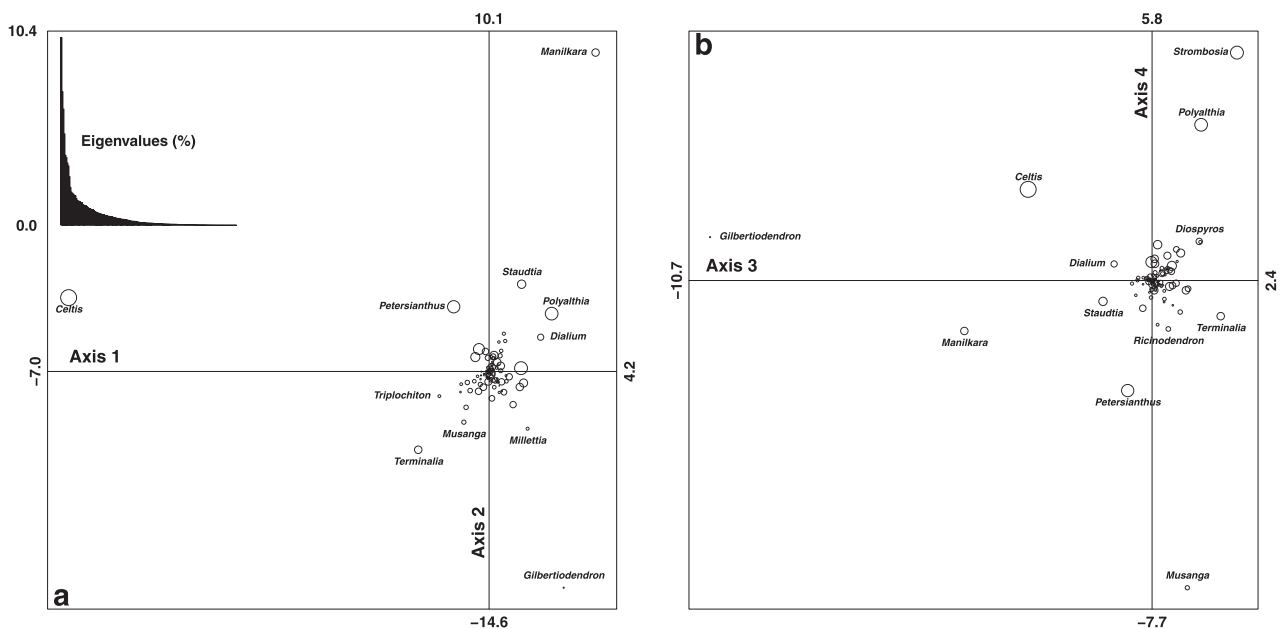 10.1
10.4
Manilkara
Eigenvalues (%)
0.0
Staudtia
Celtis
Petersianthus
Polyalthia
Dialium
Axis 1
−7.0
4.2
Triplochiton
Musanga
Millettia
Terminalia
Axis 2
Gilbertiodendron
a
−14.6
5.8
b
Strombosia
Axis 4
Polyalthia
Celtis
Gilbertiodendron
Diospyros
Axis 3
Dialium
−10.7
2.4
Staudtia
Terminalia
Manilkara
Ricinodendron
Petersianthus
Musanga
−7.7